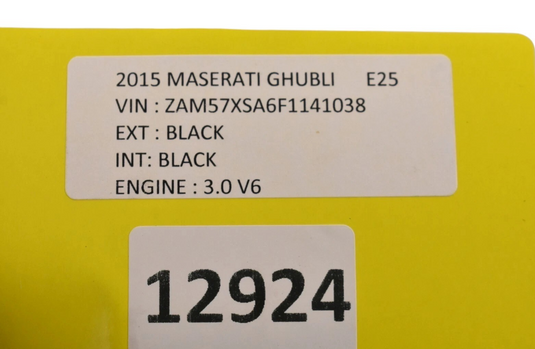 2015 MASERATI GHUBLI E25
VIN : ZAM57XSA6F1141038
EXT : BLACK
INT: BLACK
ENGINE : 3.0 V6
12924